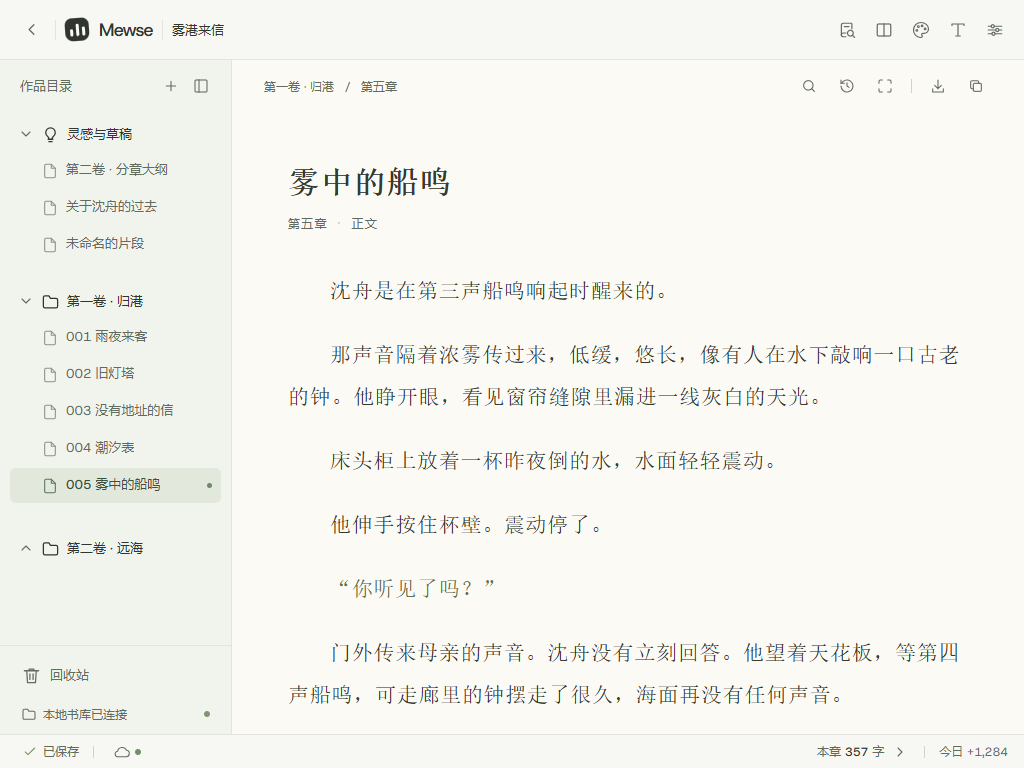 Mewse
雾港来信
作品目录
灵感与草稿
第二卷 · 分章大纲
关于沈舟的过去
未命名的片段
第一卷 · 归港
001 雨夜来客
002 旧灯塔
003 没有地址的信
004 潮汐表
005 雾中的船鸣
第二卷 · 远海
回收站
本地书库已连接
第一卷 · 归港 / 第五章
雾中的船鸣
第五章 · 正文
沈舟是在第三声船鸣响起时醒来的。
那声音隔着浓雾传过来，低缓，悠长，像有人在水下敲响一口古老
的钟。他睁开眼，看见窗帘缝隙里漏进一线灰白的天光。
床头柜上放着一杯昨夜倒的水，水面轻轻震动。
他伸手按住杯壁。震动停了。
“你听见了吗？”
门外传来母亲的声音。沈舟没有立刻回答。他望着天花板，等第四
声船鸣，可走廊里的钟摆走了很久，海面再没有任何声音。
已保存
本章 357 字
今日 +1,284